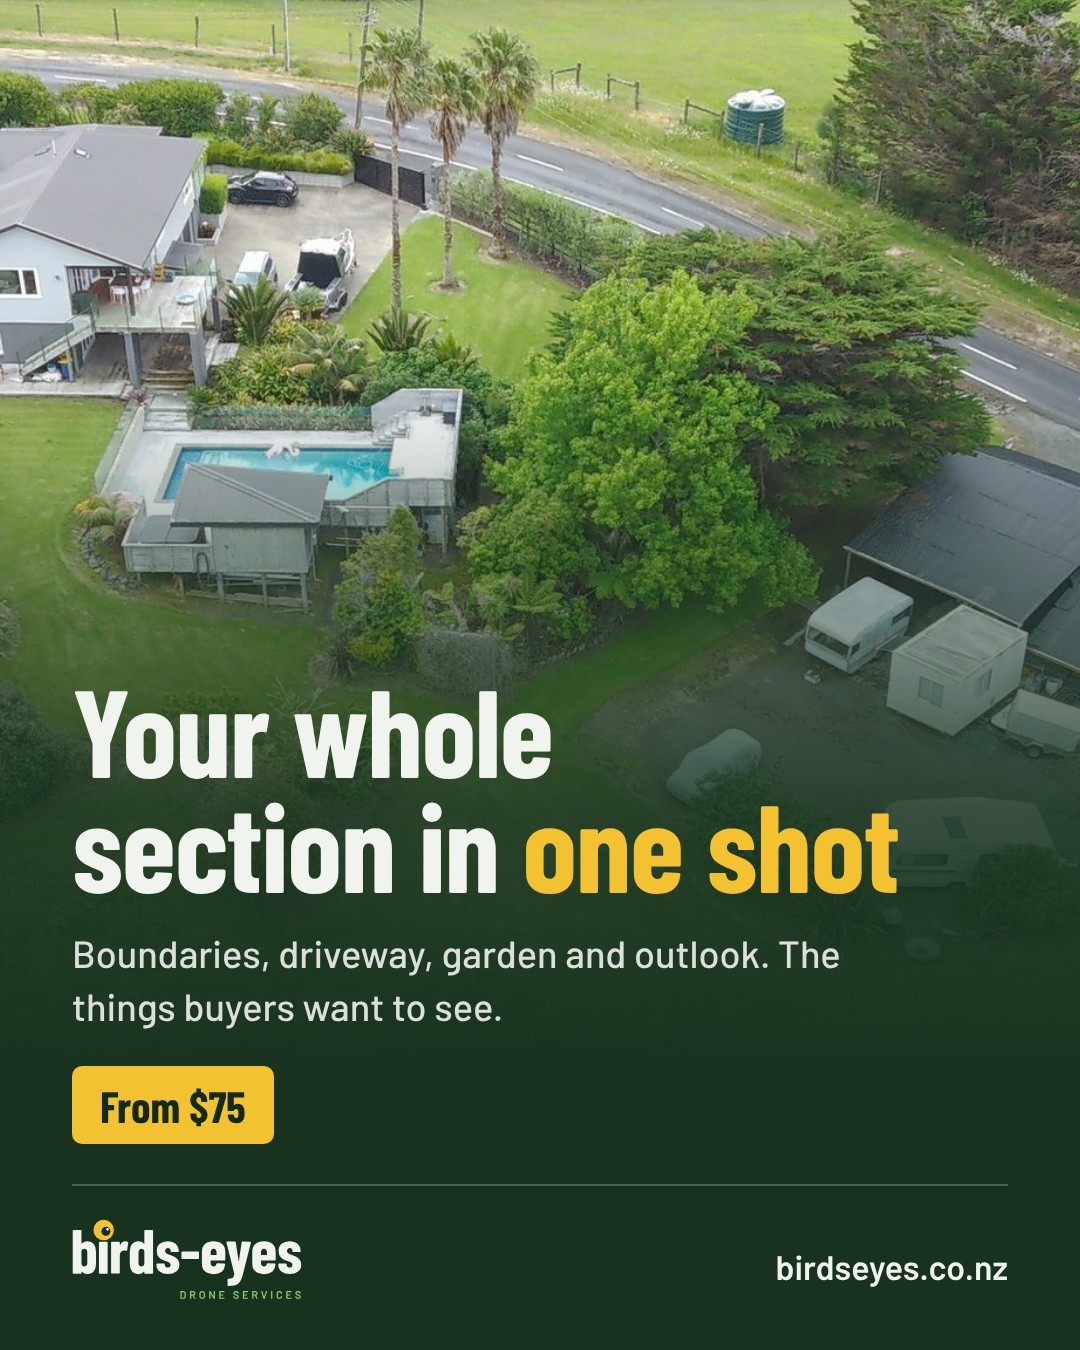 Your whole
section in one shot
Boundaries, driveway, garden and outlook. The
things buyers want to see.
From $75
birds-eyes
DRONE SERVICES
birdseyes.co.nz